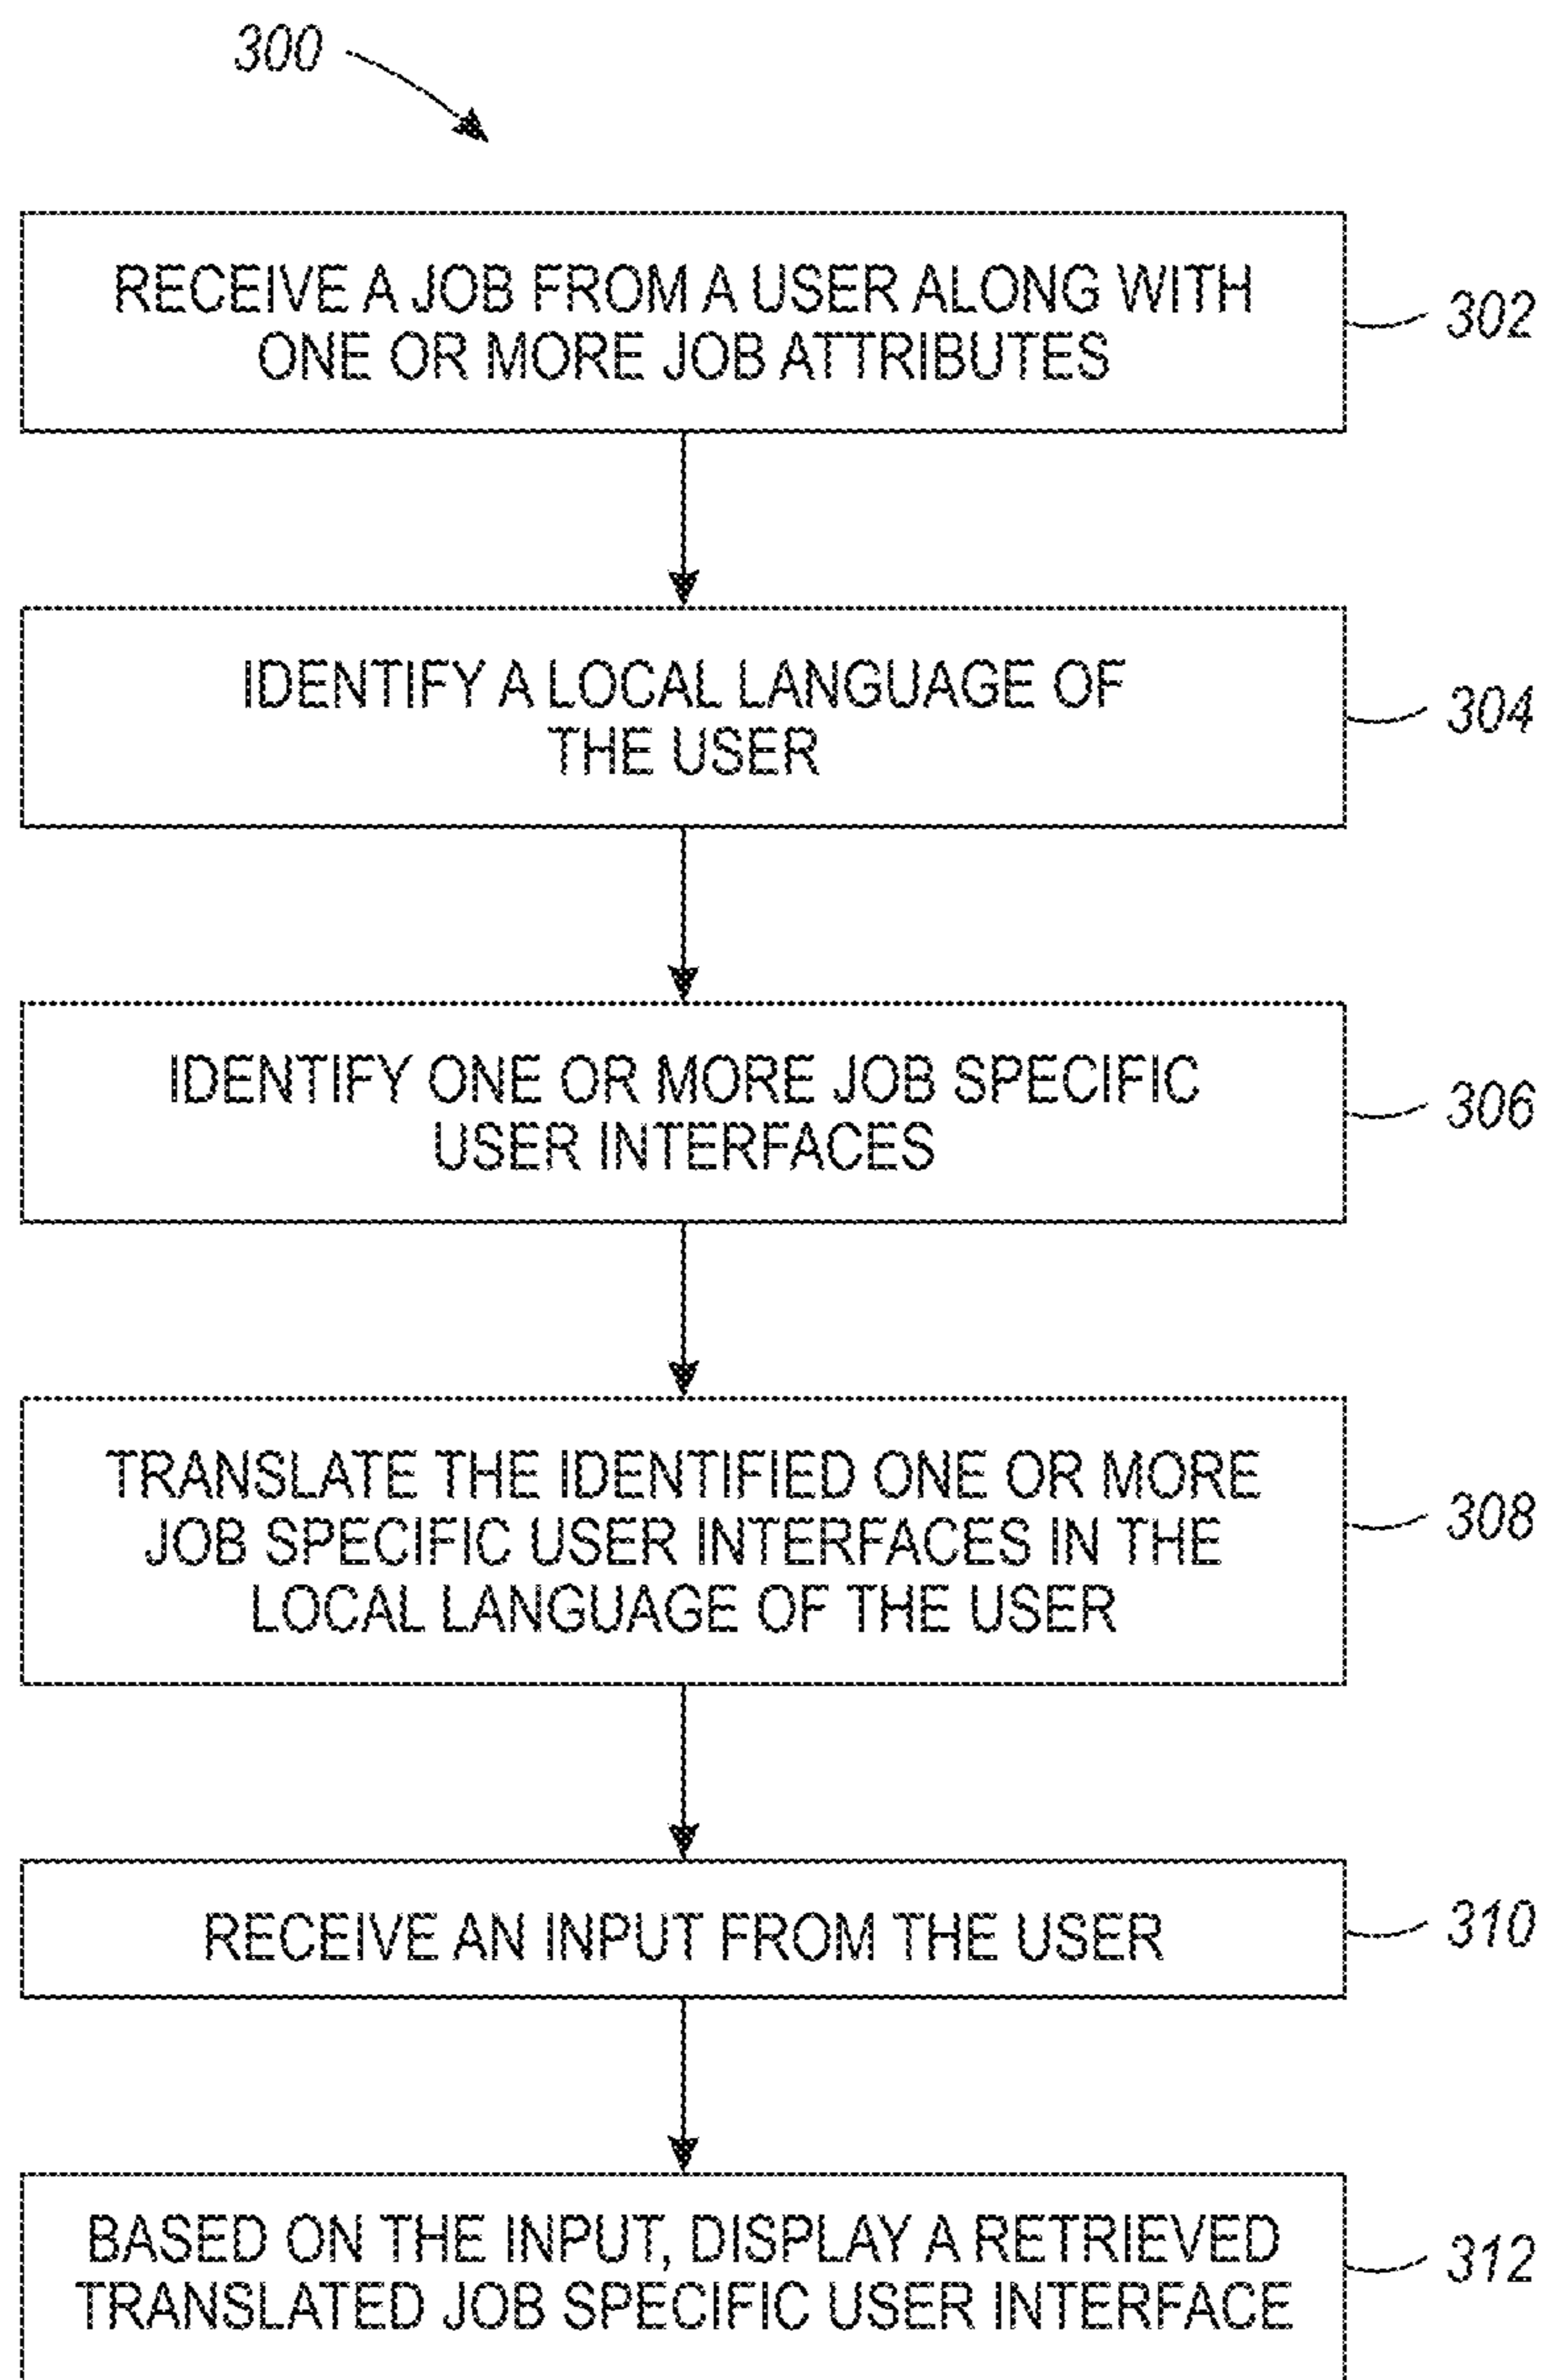 300
RECEIVE A JOB FROM A USER ALONG WITH
ONE OR MORE JOB ATTRIBUTES
302
IDENTIFY A LOCAL LANGUAGE OF
THE USER
304
IDENTIFY ONE OR MORE JOB SPECIFIC
USER INTERFACES
306
TRANSLATE THE IDENTIFIED ONE OR MORE
JOB SPECIFIC USER INTERFACES IN THE
LOCAL LANGUAGE OF THE USER
308
RECEIVE AN INPUT FROM THE USER
310
BASED ON THE INPUT, DISPLAY A RETRIEVED
TRANSLATED JOB SPECIFIC USER INTERFACE
312